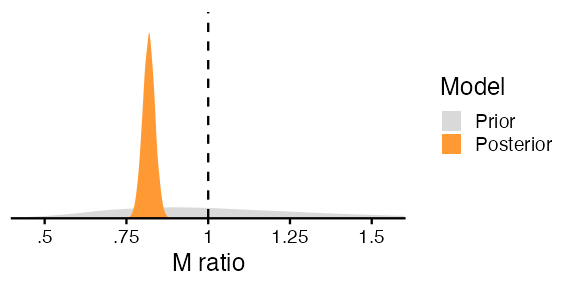 Model
Prior
Posterior
.5 .75 1 1.25 1.5
M ratio